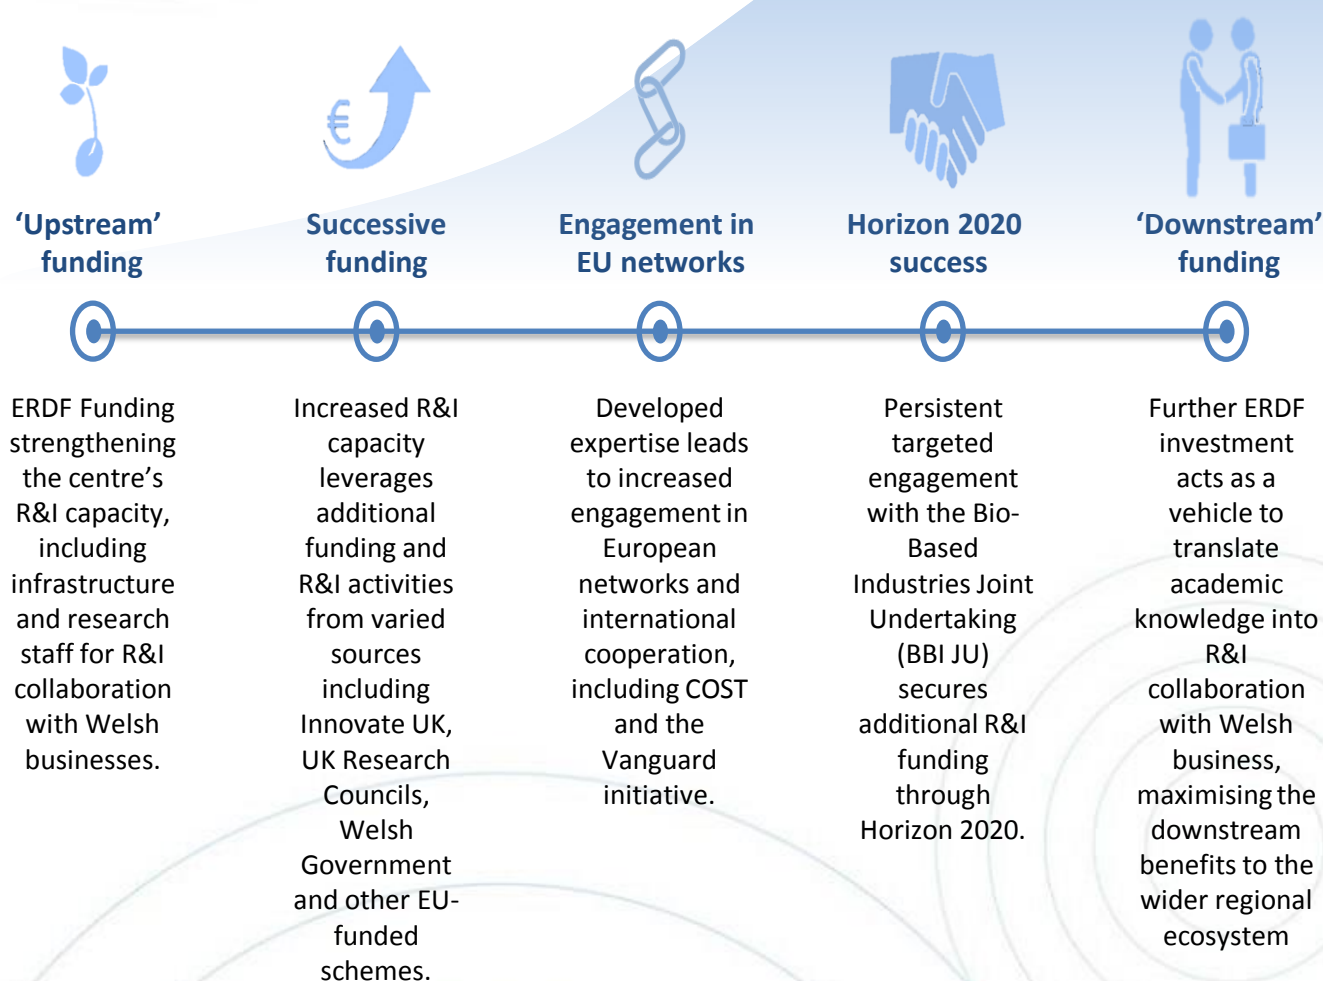 €
‘Upstream’
funding
Successive
funding
Engagement in
EU networks
Horizon 2020
success
‘Downstream’
funding
ERDF Funding
strengthening
the centre’s
R&I capacity,
including
infrastructure
and research
staff for R&I
collaboration
with Welsh
businesses.
Increased R&I
capacity
leverages
additional
funding and
R&I activities
from varied
sources
including
Innovate UK,
UK Research
Councils,
Welsh
Government
and other EU-
funded
schemes.
Developed
expertise leads
to increased
engagement in
European
networks and
international
cooperation,
including COST
and the
Vanguard
initiative.
Persistent
targeted
engagement
with the Bio-
Based
Industries Joint
Undertaking
(BBI JU)
secures
additional R&I
funding
through
Horizon 2020.
Further ERDF
investment
acts as a
vehicle to
translate
academic
knowledge into
R&I
collaboration
with Welsh
business,
maximising the
downstream
benefits to the
wider regional
ecosystem